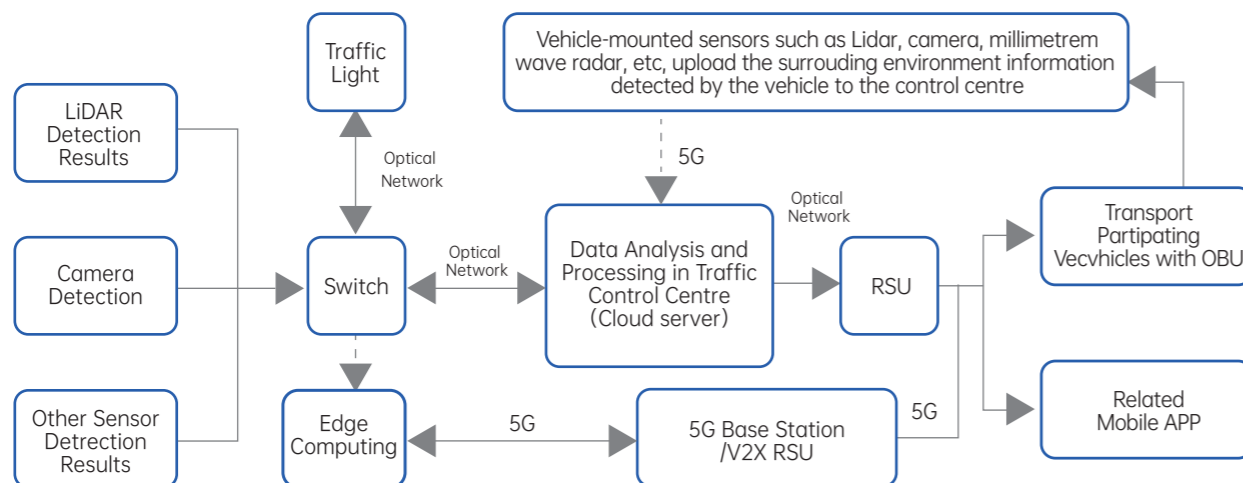 Traffic
Light
Vehicle-mounted sensors such as Lidar, camera, millimetrem
wave radar, etc, upload the surrouding environment information
detected by the vehicle to the control centre
LiDAR
Detection
Results
Optical
Network
5G
Camera
Detection
Switch
Optical
Network
Data Analysis and
Processing in Traffic
Control Centre
(Cloud server)
Optical
Network
RSU
Transport
Partipating
Vecvhicles with OBU
Other Sensor
Detrection
Results
Edge
Computing
5G
5G Base Station
/V2X RSU
5G
Related
Mobile APP